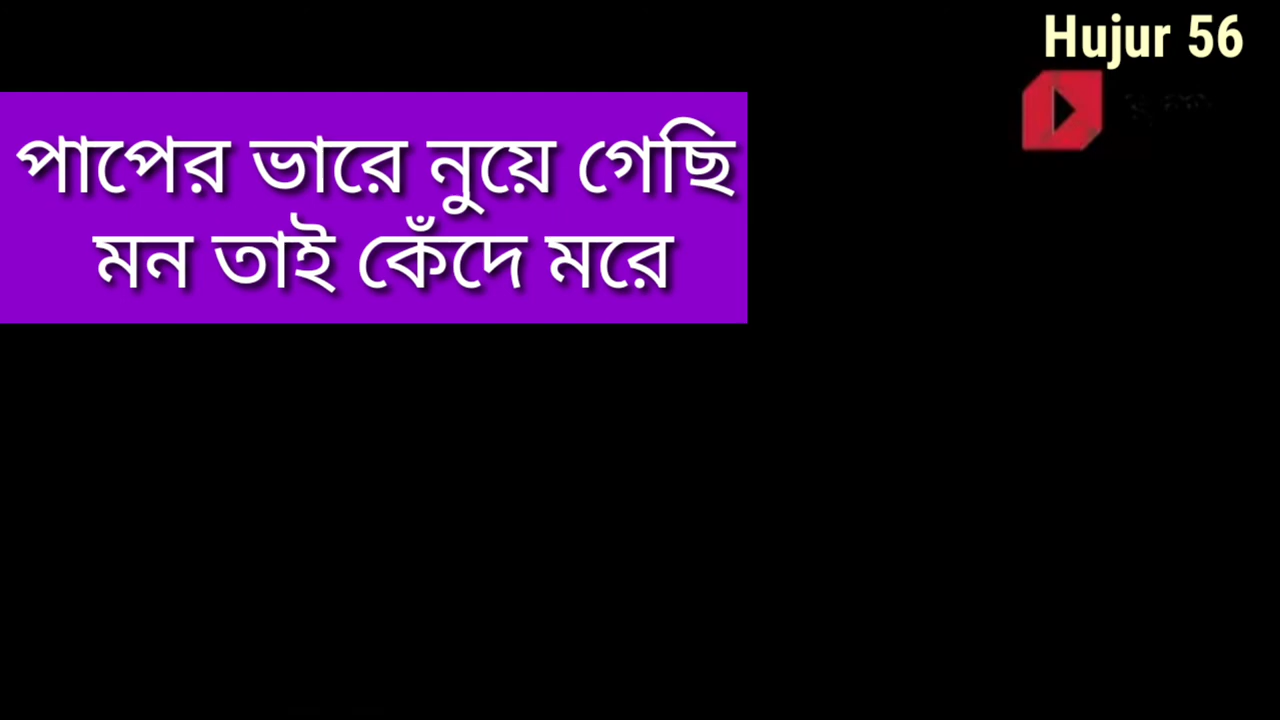 Hujur 56
পাপের ভারে নুয়ে গেছি
মন তাই কেঁদে মরে